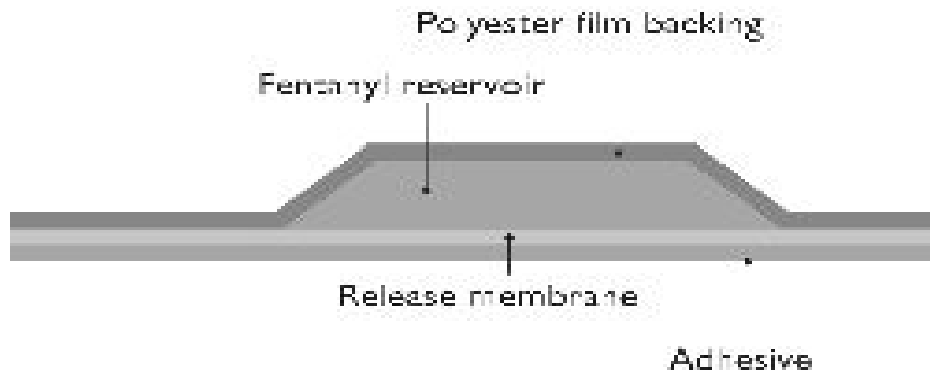 Polyester film backing
Fentanyl reservoir
Release membrane
Adhesive